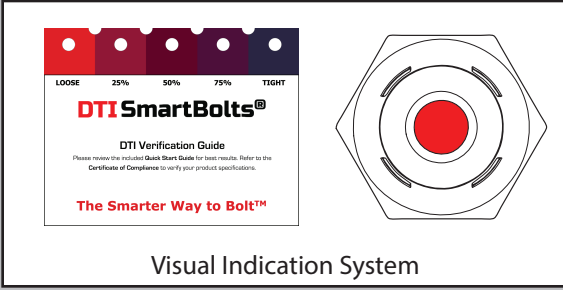 LOOSE 25% 50% 75% TIGHT
DTI SmartBolts®
DTI Verification Guide
Please review the included Quick Start Guide for best results. Refer to the
Certificate of Compliance to verify your product specifications.
The Smarter Way to Bolt™
Visual Indication System